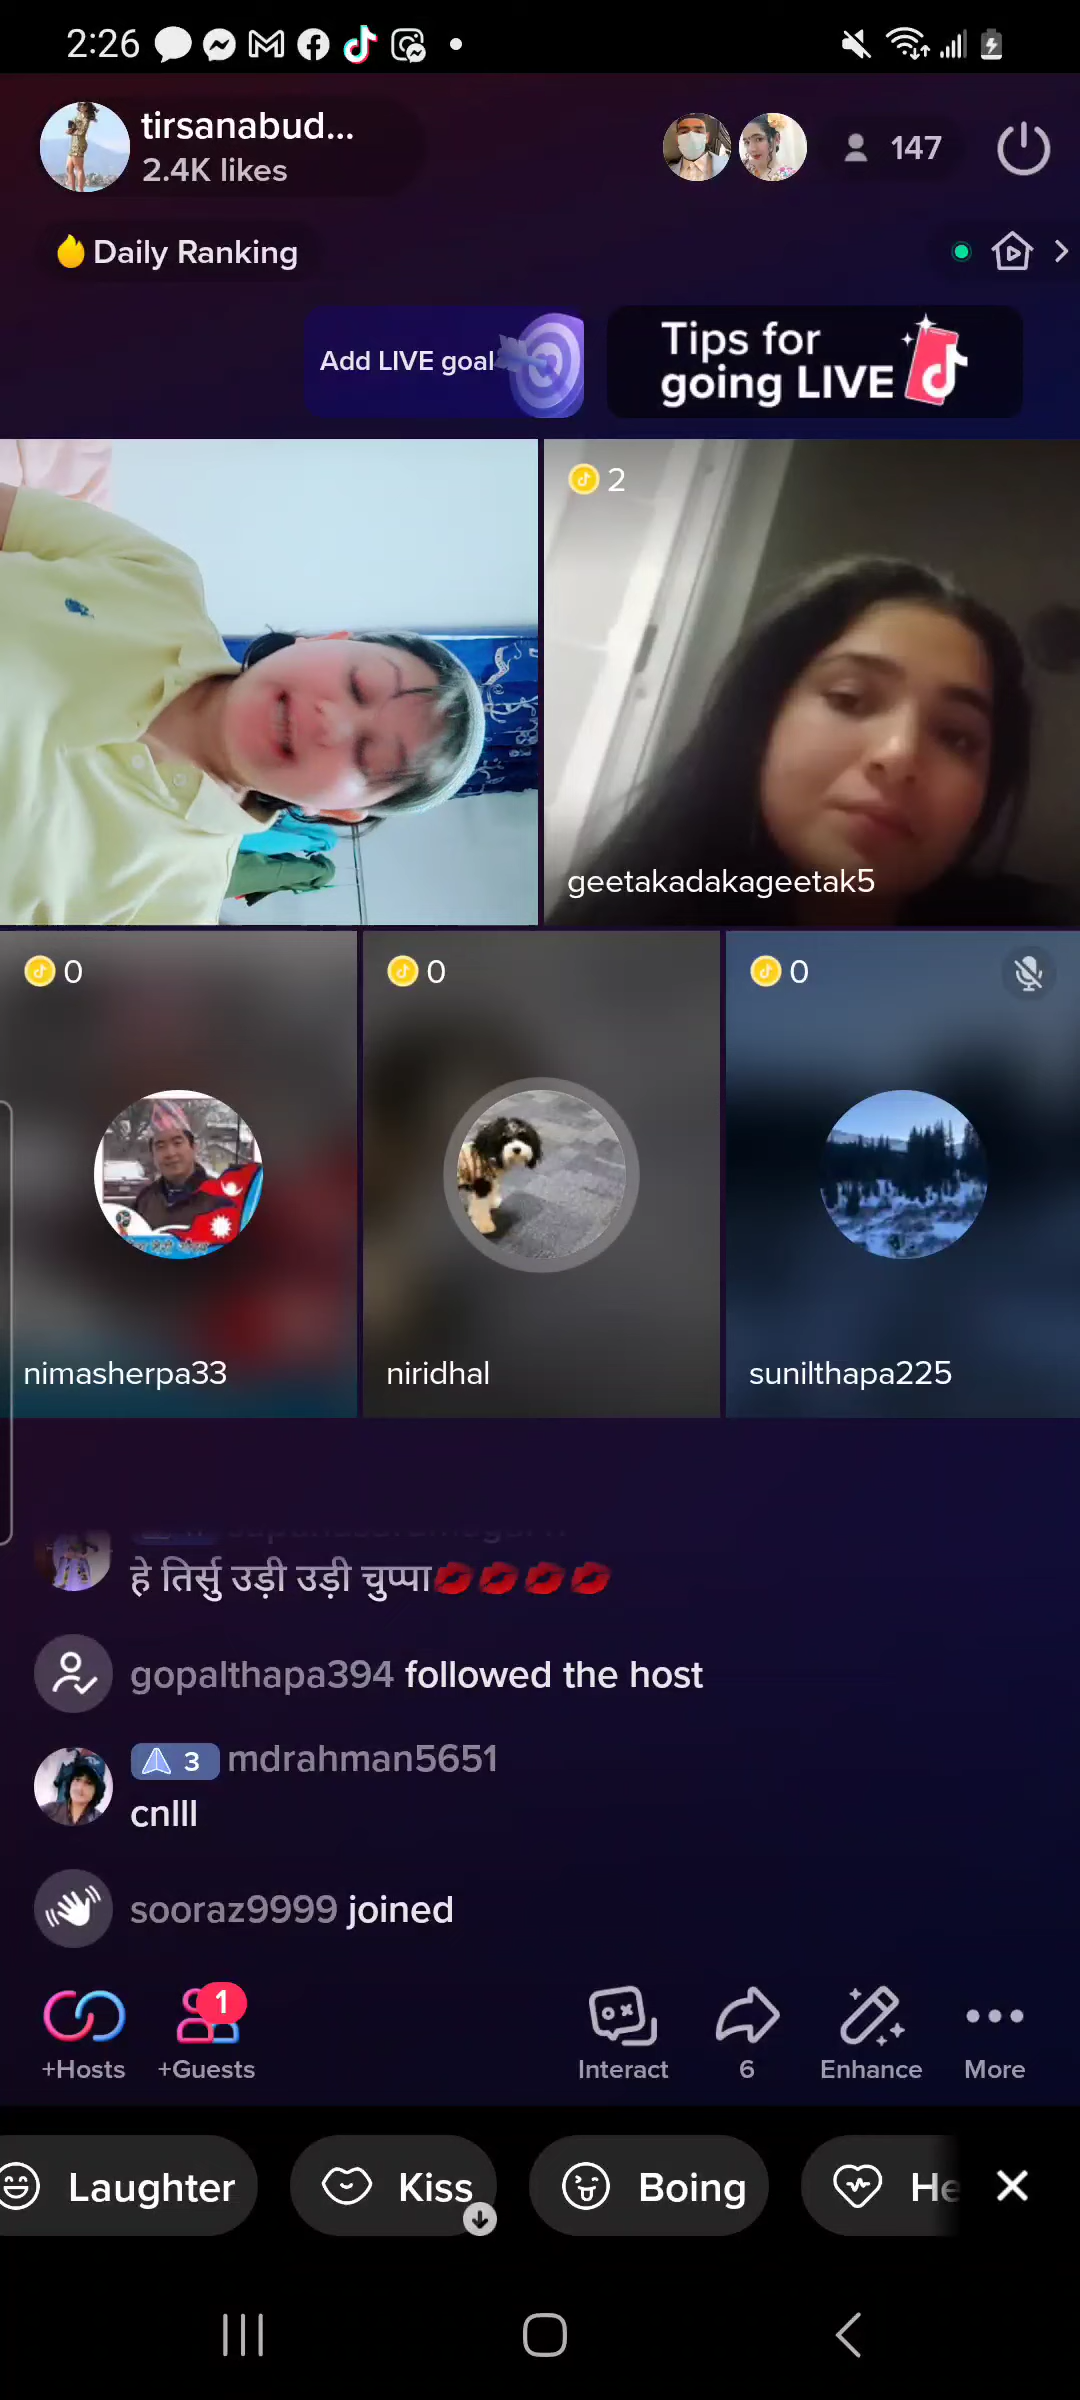 2:26
tirsanabud...
2.4K likes
147
Daily Ranking
Add LIVE goal
Tips for
going LIVE
2
geetakadakageetak5
0
0
0
nimasherpa33
niridhal
sunilthapa225
हे तिर्सु उड़ी उड़ी चुप्पा💋💋💋💋
gopalthapa394 followed the host
3 mdrahman5651
cnlll
sooraz9999 joined
1
+Hosts
+Guests
Interact
6
Enhance
More
Laughter
Kiss
Boing
He